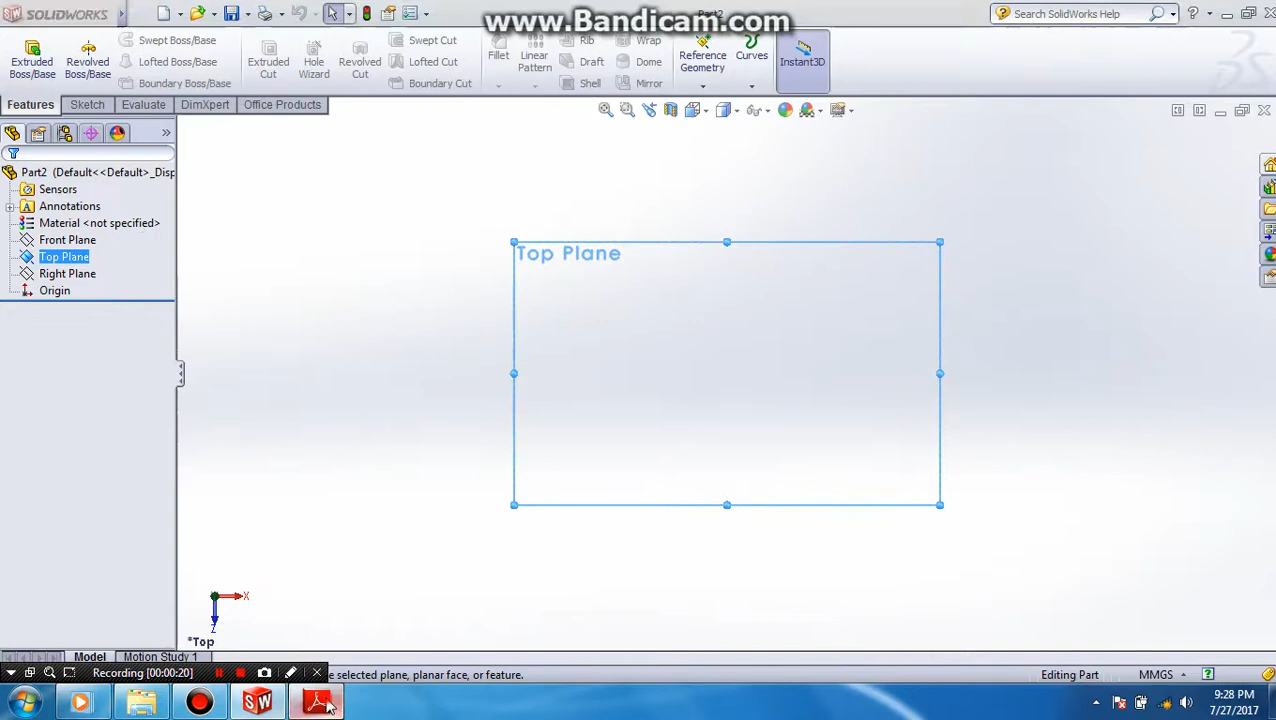 SOLIDWORKS
www.Bandicam.com
Search SolidWorks Help
Extruded Boss/Base
Revolved Boss/Base
Swept Boss/Base
Lofted Boss/Base
Boundary Boss/Base
Extruded Cut
Hole Wizard
Revolved Cut
Swept Cut
Lofted Cut
Boundary Cut
Fillet
Linear Pattern
Rib
Draft
Shell
Wrap
Dome
Mirror
Reference Geometry
Curves
Instant3D
Features
Sketch
Evaluate
DimXpert
Office Products
Part2 (Default<<Default>_Disp
Sensors
Annotations
Material <not specified>
Front Plane
Top Plane
Right Plane
Origin
Top Plane
X
Z
*Top
Model
Motion Study 1
Recording [00:00:20]
e selected plane, planar face, or feature.
Editing Part
MMGS
9:28 PM
7/27/2017